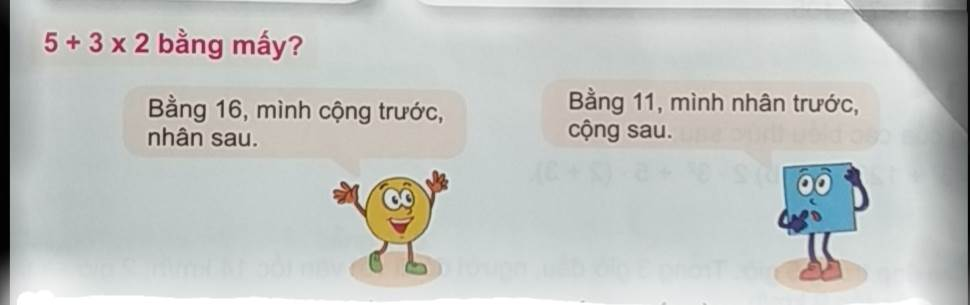 5 + 3 x 2 bằng mấy?
Bằng 16, mình cộng trước,
nhân sau.
Bằng 11, mình nhân trước,
cộng sau.